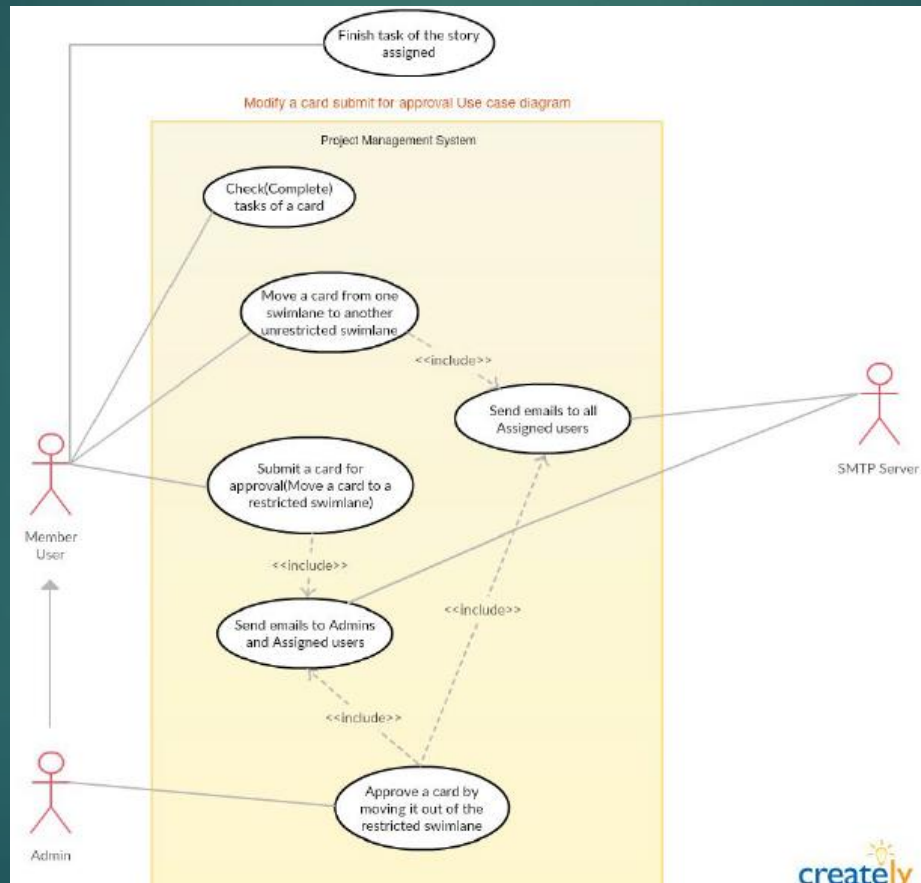 Finish task of the story
assigned
Modify a card submit for approval Use case diagram
Project Management System
Check(Complete)
tasks of a card
Move a card from one
swimlane to another
unrestricted swimlane
<<include>>
Send emails to all
Assigned users
SMTP Server
Submit a card for
approval(Move a card to a
restricted swimlane)
Member
User
<<include>>
<<include>>
Send emails to Admins
and Assigned users
<<include>>
Approve a card by
moving it out of the
restricted swimlane
Admin
creately